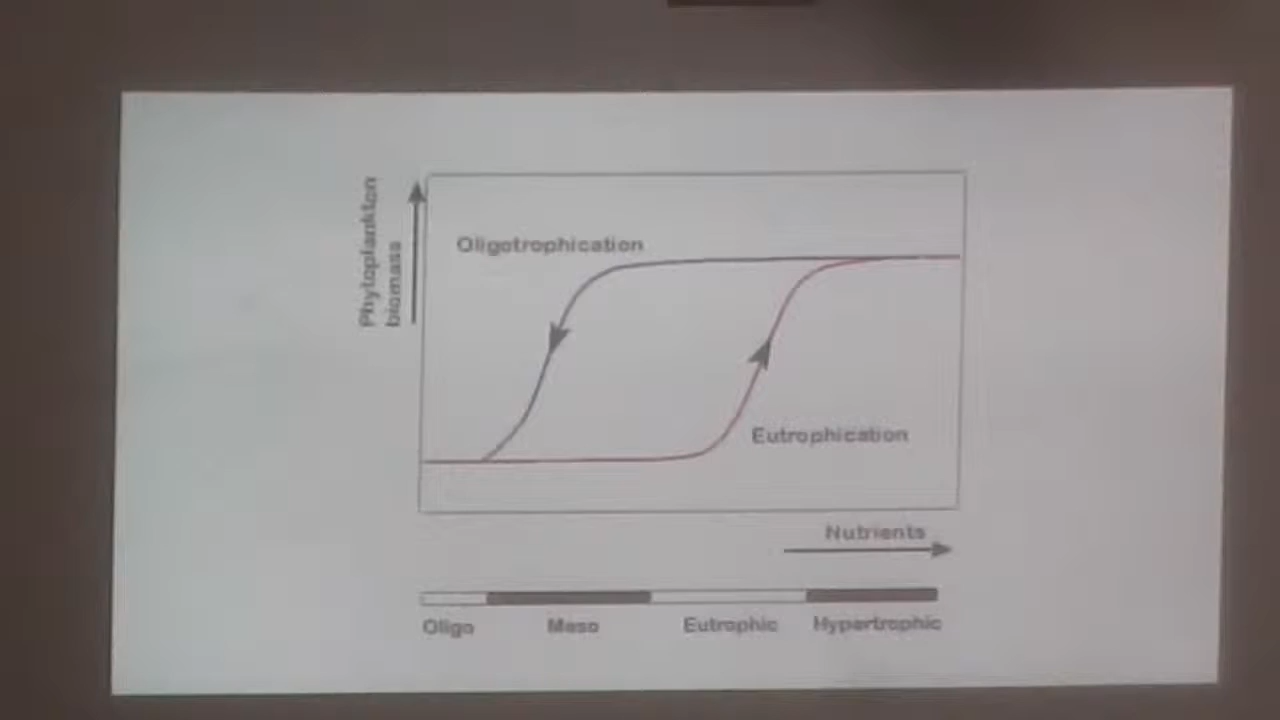 Phytoplankton
biomass
Oligotrophication
Eutrophication
Nutrients
Oligo
Meso
Eutrophic
Hypertrophic